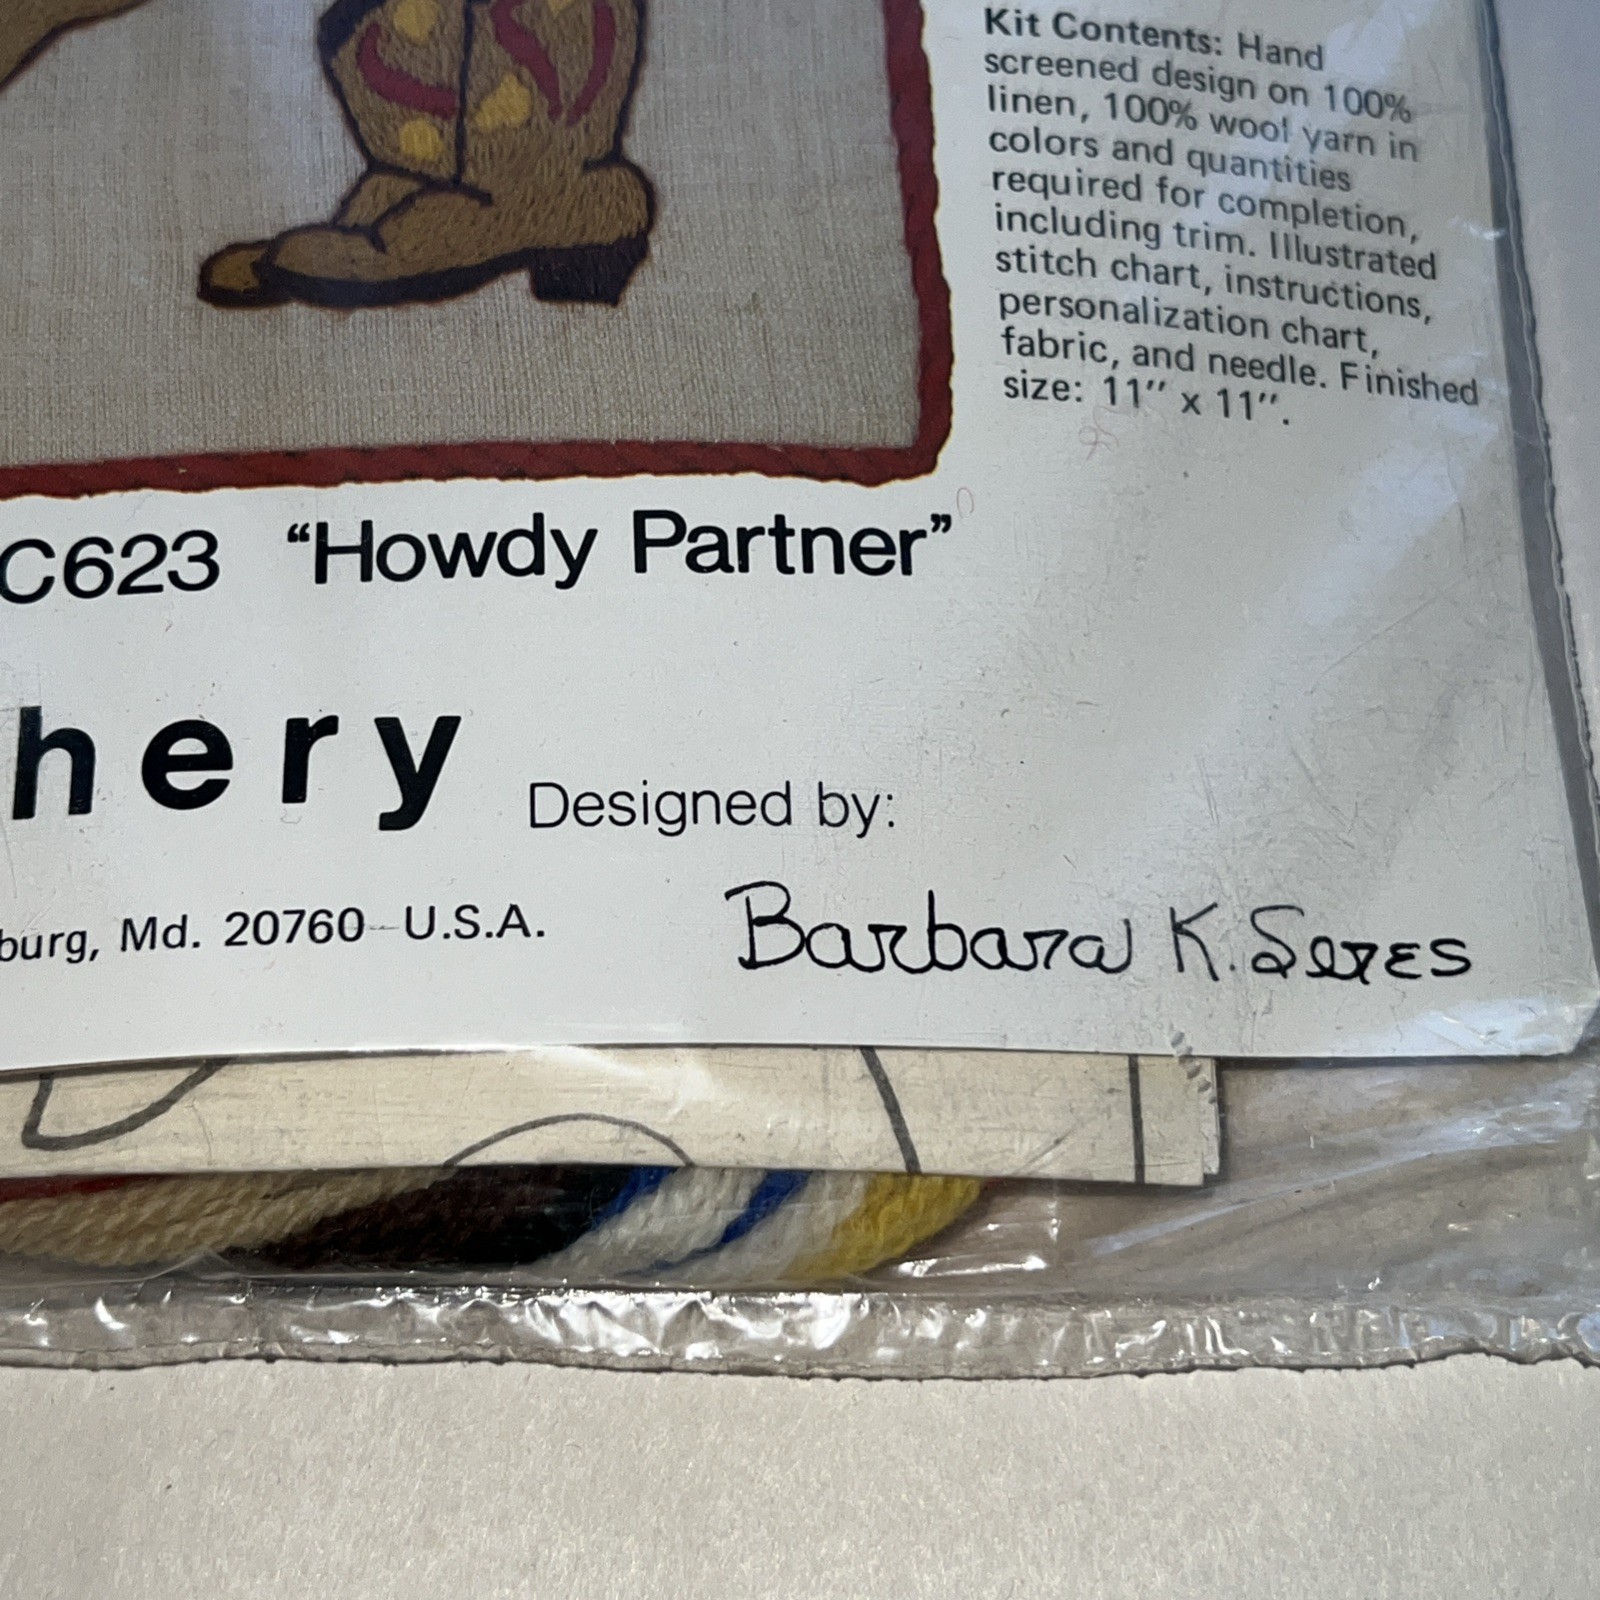 Kit Contents: Hand
screened design on 100%
linen, 100% wool yarn in
colors and quantities
required for completion,
including trim. Illustrated
stitch chart, instructions,
personalization chart,
fabric, and needle. Finished
size: 11" x 11".
C623 "Howdy Partner"
hery
Designed by:
burg, Md. 20760 U.S.A.
Barbara K. Seres